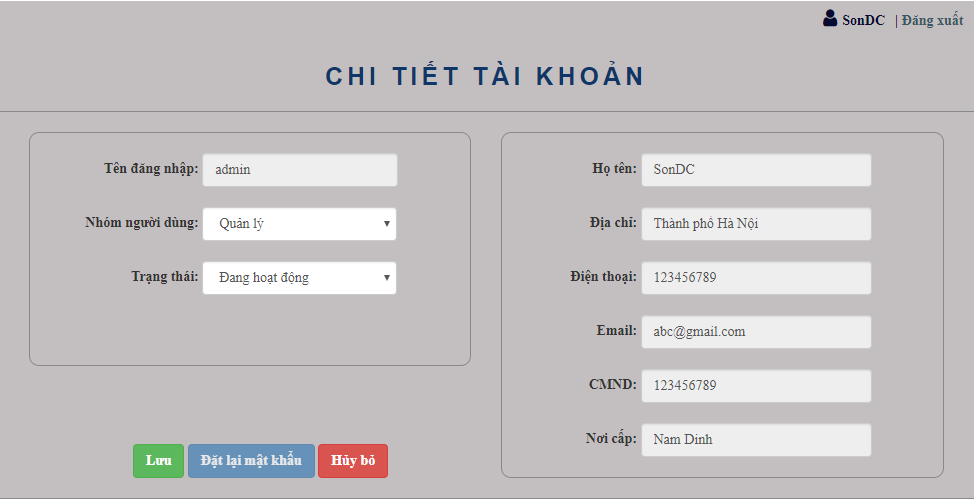 SonDC | Đăng xuất
CHI TIẾT TÀI KHOẢN
Tên đăng nhập: admin
Nhóm người dùng: Quản lý
Trạng thái: Đang hoạt động
Lưu Đặt lại mật khẩu Hủy bỏ
Họ tên: SonDC
Địa chỉ: Thành phố Hà Nội
Điện thoại: 123456789
Email: abc@gmail.com
CMND: 123456789
Nơi cấp: Nam Dinh